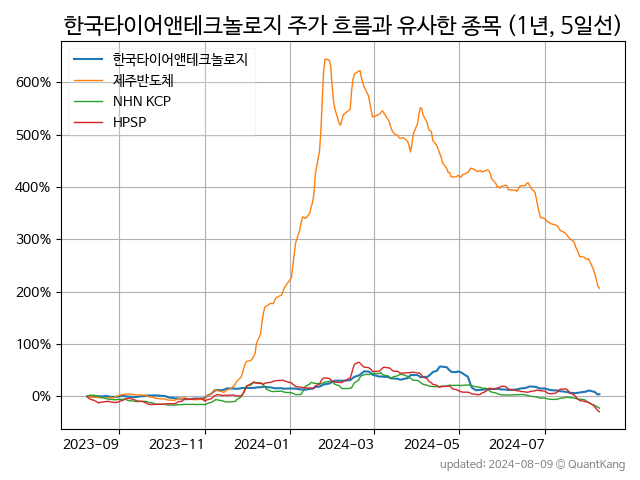 한국타이어앤테크놀로지 주가 흐름과 유사한 종목 (1년, 5일선)
한국타이어앤테크놀로지
제주반도체
NHN KCP
HPSP
600%
500%
400%
300%
200%
100%
0%
2023-09 2023-11 2024-01 2024-03 2024-05 2024-07
updated: 2024-08-09 © QuantKang